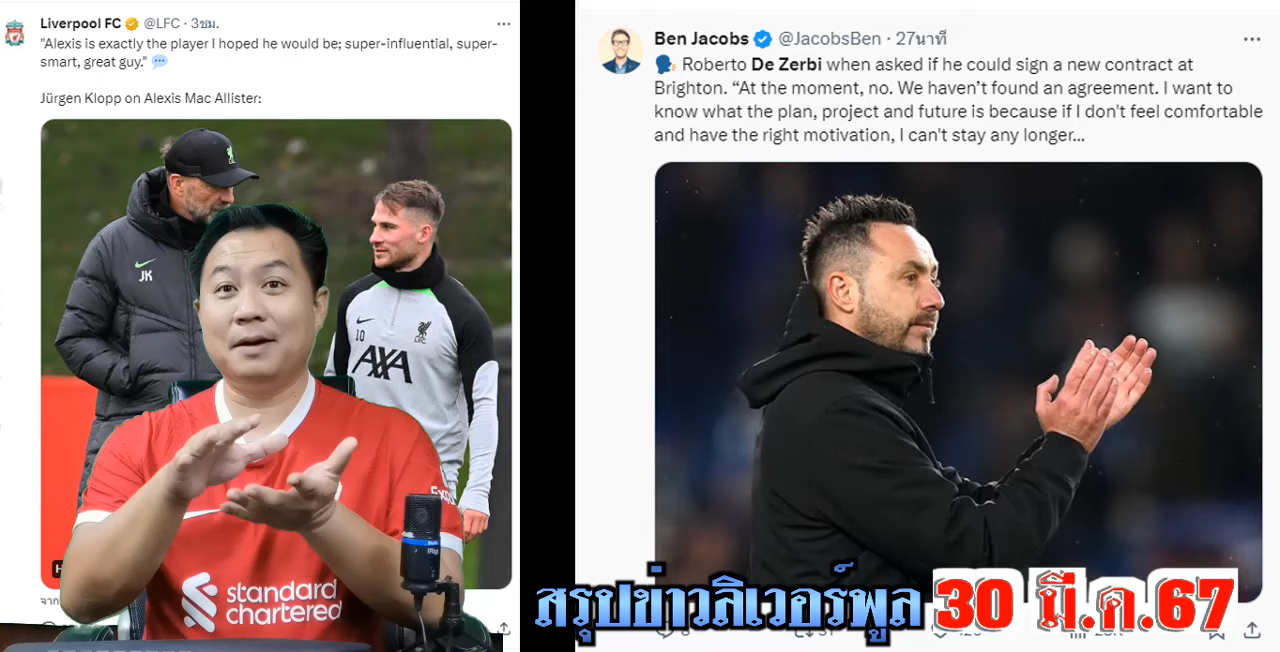 Liverpool FC @LFC · 3ชม.
"Alexis is exactly the player I hoped he would be; super-influential, super-
smart, great guy."
Jürgen Klopp on Alexis Mac Allister:
JK
10
AXA
standard
chartered
Ben Jacobs @JacobsBen · 27นาที
Roberto De Zerbi when asked if he could sign a new contract at
Brighton. “At the moment, no. We haven’t found an agreement. I want to
know what the plan, project and future is because if I don't feel comfortable
and have the right motivation, I can't stay any longer...
สรุปข่าวลิเวอร์พูล 30 มี.ค.67